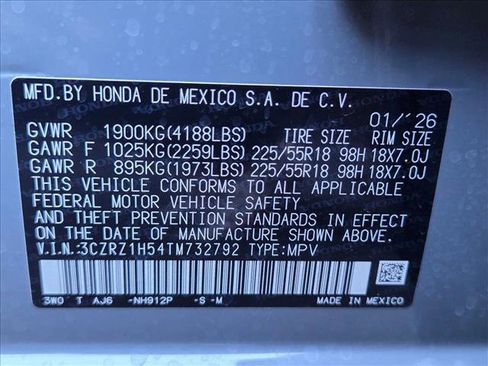 MFD.BY HONDA DE MEXICO S.A. DE C.V.
01/'26
GVWR 1900KG(4188LBS) TIRE SIZE RIM SIZE
GAWR F 1025KG(2259LBS) 225/55R18 98H 18X7.0J
GAWR R 895KG(1973LBS) 225/55R18 98H 18X7.0J
THIS VEHICLE CONFORMS TO ALL APPLICABLE
FEDERAL MOTOR VEHICLE SAFETY
AND THEFT PREVENTION STANDARDS IN EFFECT
ON THE DATE OF MANUFACTURE SHOWN ABOVE.
V.I.N.:3CZRZ1H54TM732792 TYPE:MPV
3W0 T AJ6 -NH912P -S -M MADE IN MEXICO